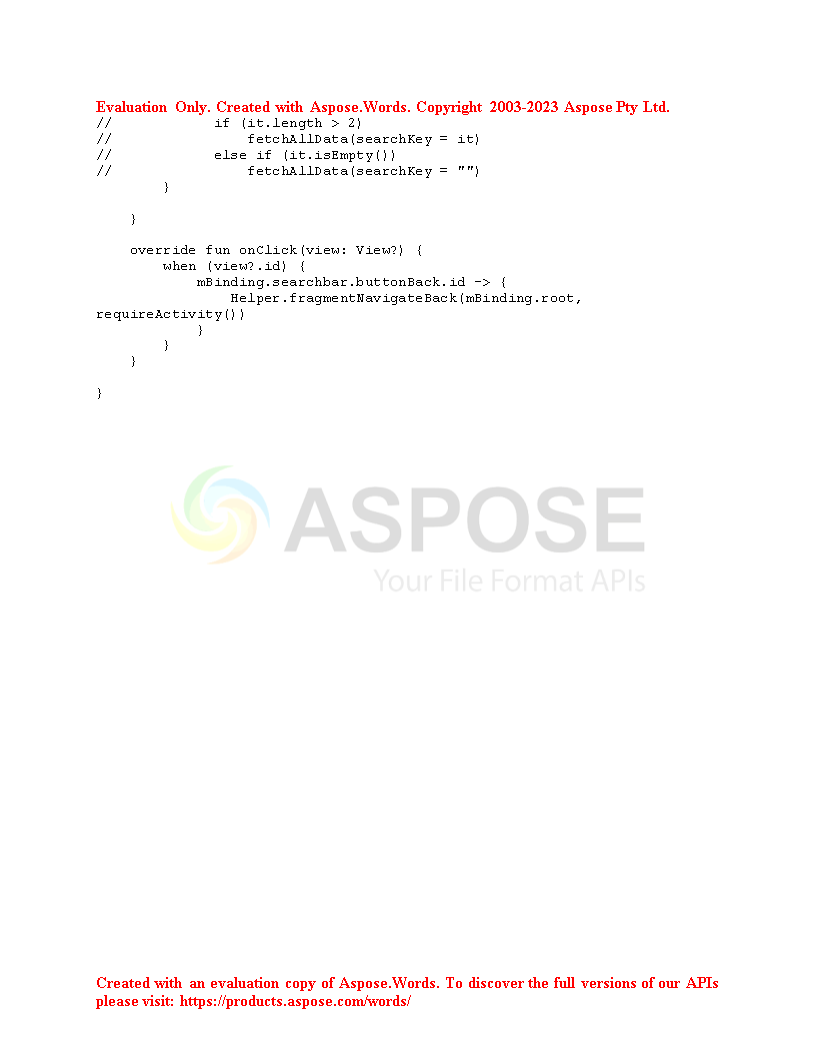 Evaluation Only. Created with Aspose.Words. Copyright 2003-2023 Aspose Pty Ltd.
//            if (it.length > 2)
//                fetchAllData(searchKey = it)
//            else if (it.isEmpty())
//                fetchAllData(searchKey = "")
        }
    }
    override fun onClick(view: View?) {
        when (view?.id) {
            mBinding.searchbar.buttonBack.id -> {
                Helper.fragmentNavigateBack(mBinding.root,
requireActivity())
            }
        }
    }
}
ASPOSE
Your File Format APIs
Created with an evaluation copy of Aspose.Words. To discover the full versions of our APIs
please visit: https://products.aspose.com/words/